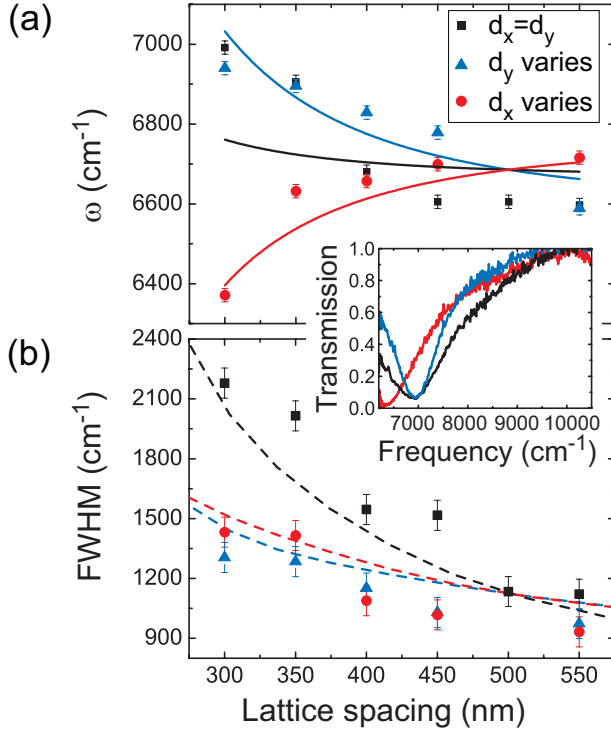 (a)
7000
6800
6600
6400
ω (cm⁻¹)
d_x=d_y
d_y varies
d_x varies
1.0
0.8
0.6
0.4
0.2
0.0
Transmission
7000 8000 9000 10000
Frequency (cm⁻¹)
(b)
2400
2100
1800
1500
1200
900
FWHM (cm⁻¹)
300 350 400 450 500 550
Lattice spacing (nm)